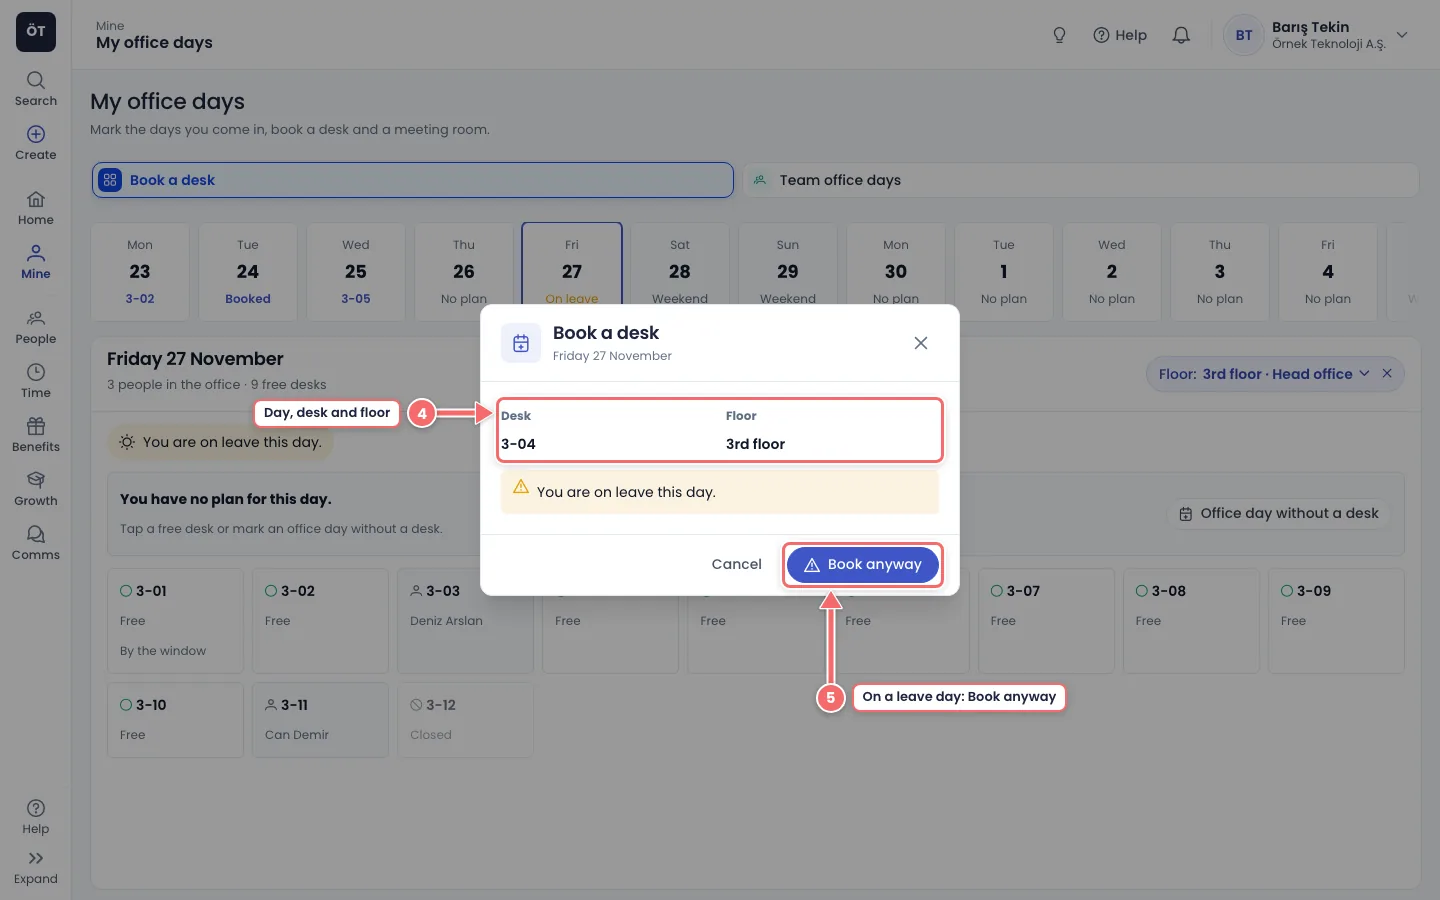 ÖT
Mine
My office days
Help
BT
Barış Tekin
Örnek Teknoloji A.Ş.
Search
Create
Home
Mine
People
Time
Benefits
Growth
Comms
Help
Expand
My office days
Mark the days you come in, book a desk and a meeting room.
Book a desk
Team office days
Mon
23
3-02
Tue
24
Booked
Wed
25
3-05
Thu
26
No plan
Fri
27
On leave
Sat
28
Weekend
Sun
29
Weekend
Mon
30
No plan
Tue
1
No plan
Wed
2
No plan
Thu
3
No plan
Fri
4
No plan
Friday 27 November
3 people in the office · 9 free desks
Floor: 3rd floor · Head office
You are on leave this day.
You have no plan for this day.
Tap a free desk or mark an office day without a desk.
Office day without a desk
Book a desk
Friday 27 November
Day, desk and floor
4
Desk
3-04
Floor
3rd floor
You are on leave this day.
Cancel
Book anyway
5
On a leave day: Book anyway
3-01
Free
By the window
3-02
Free
3-03
Deniz Arslan
Free
Free
Free
3-07
Free
3-08
Free
3-09
Free
3-10
Free
3-11
Can Demir
3-12
Closed